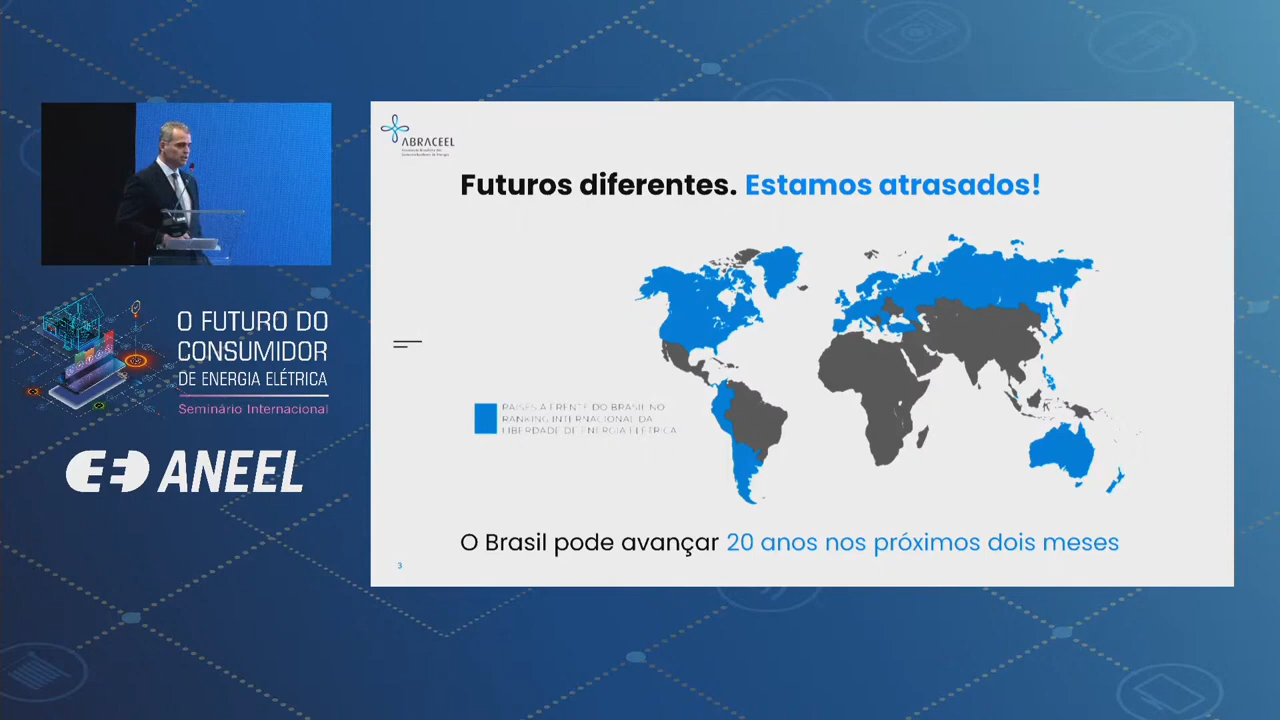 ABRACEEL
Futuros diferentes. Estamos atrasados!
O FUTURO DO
CONSUMIDOR
DE ENERGIA ELÉTRICA
Seminário Internacional
ANEEL
PAÍSES À FRENTE DO BRASIL NO
RANKING INTERNACIONAL DA
LIBERDADE DE ENERGIA ELÉTRICA
O Brasil pode avançar 20 anos nos próximos dois meses
3